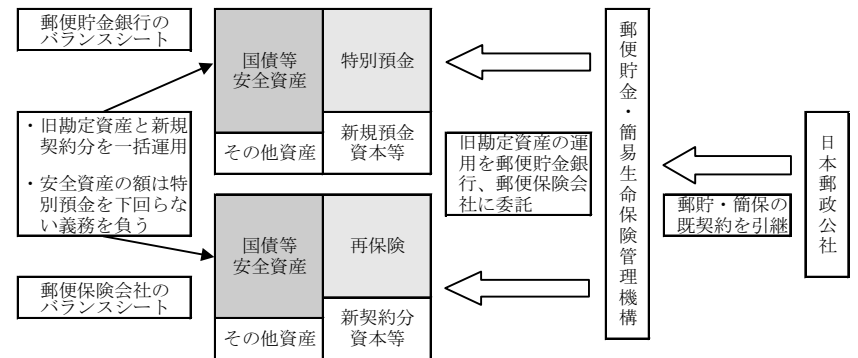 郵便貯金銀行の
バランスシート
国債等
安全資産
特別預金
その他資産
新規預金
資本等
・旧勘定資産と新規
契約分を一括運用
・安全資産の額は特
別預金を下回らな
い義務を負う
旧勘定資産の運
用を郵便貯金銀
行、郵便保険会
社に委託
郵便貯金・簡易生命保険管理機構
郵貯・簡保の
既契約を引継
日本郵政公社
国債等
安全資産
再保険
その他資産
新契約分
資本等
郵便保険会社の
バランスシート